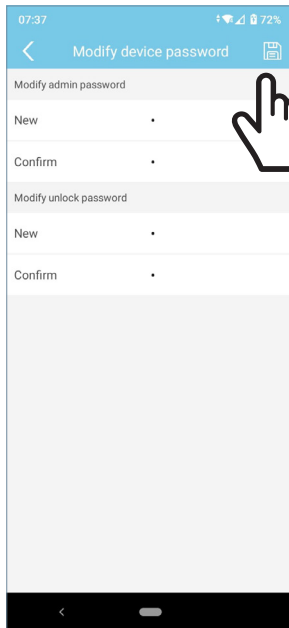 07:37 72%
Modify device password
Modify admin password
New •
Confirm •
Modify unlock password
New •
Confirm •